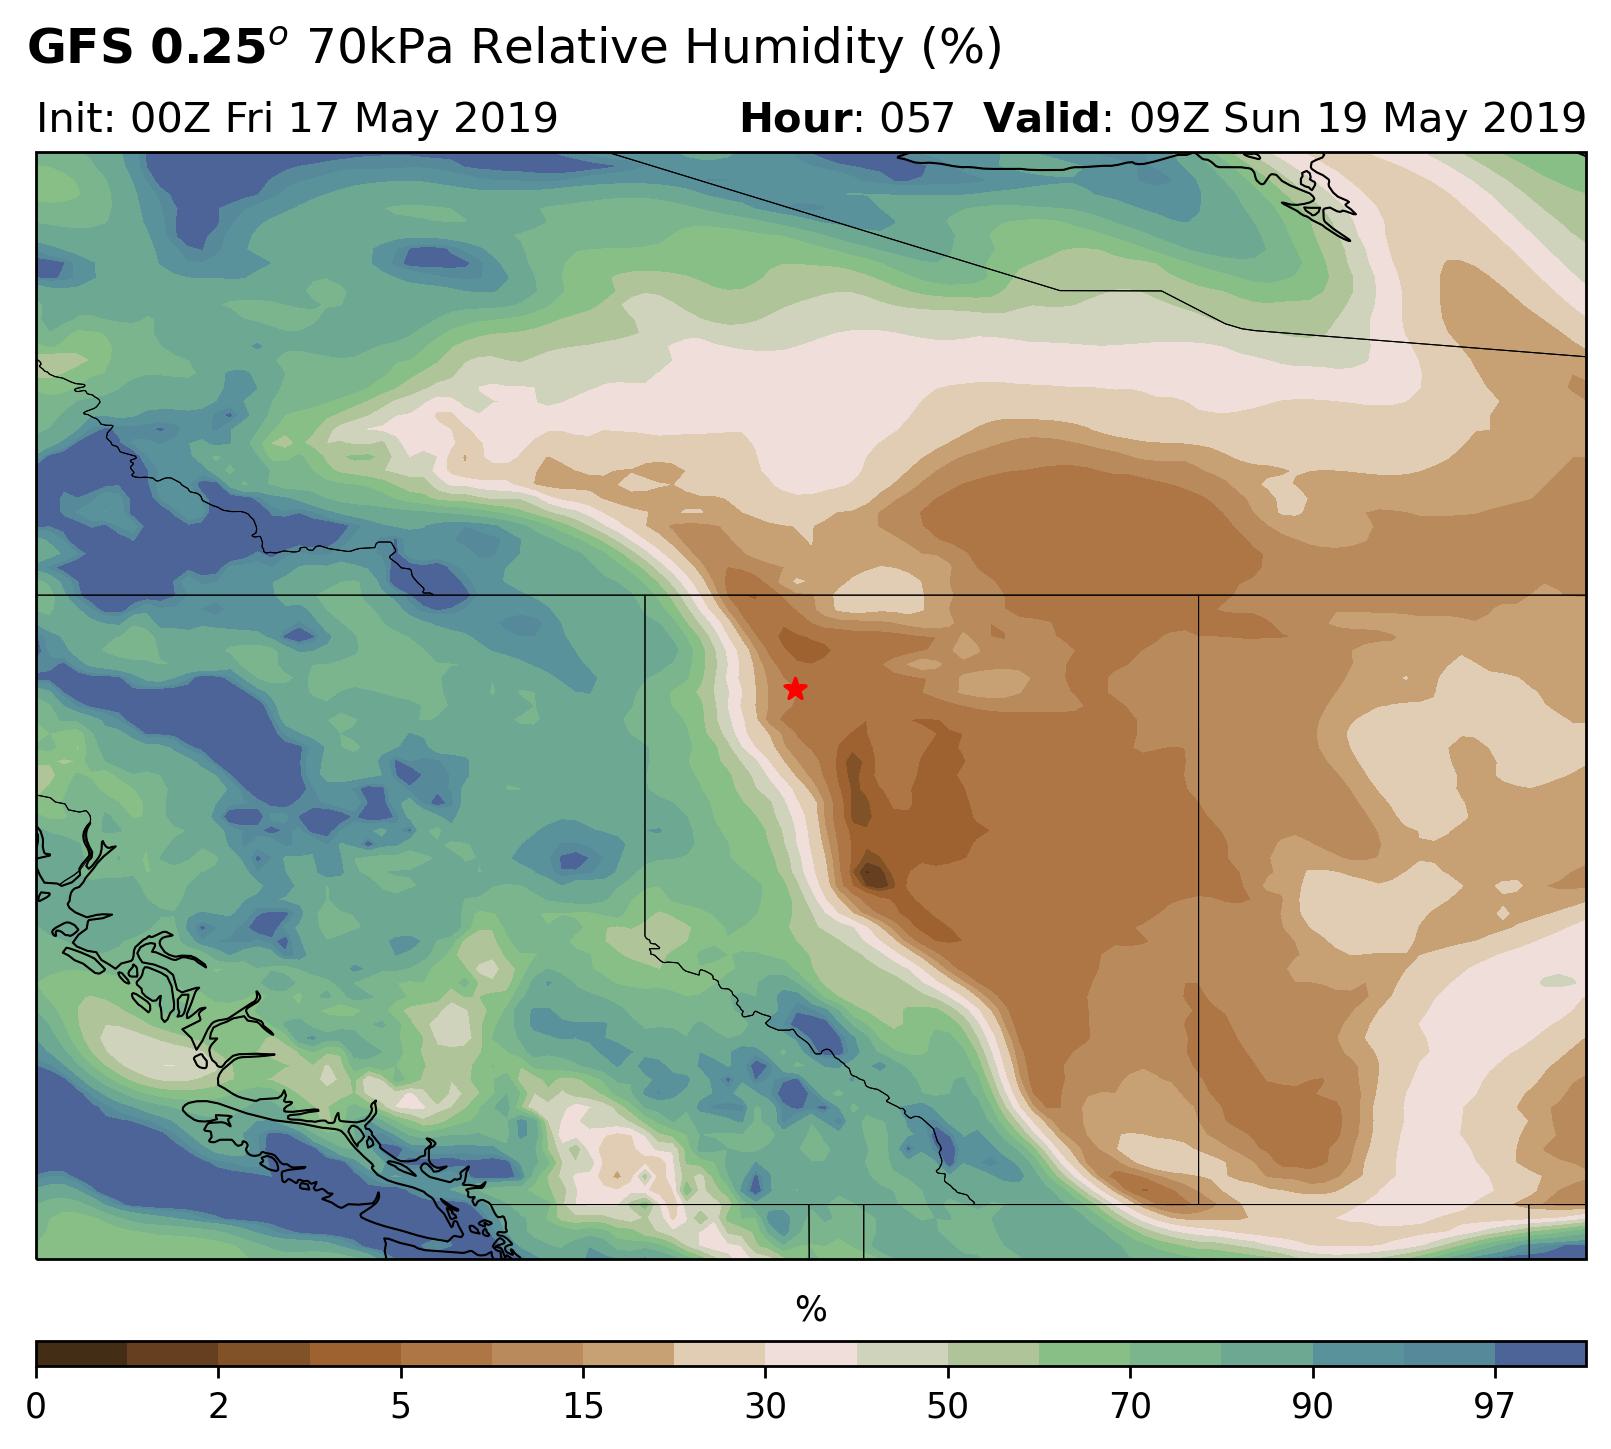 GFS 0.25° 70kPa Relative Humidity (%)
Init: 00Z Fri 17 May 2019 Hour: 057 Valid: 09Z Sun 19 May 2019
%
0 2 5 15 30 50 70 90 97